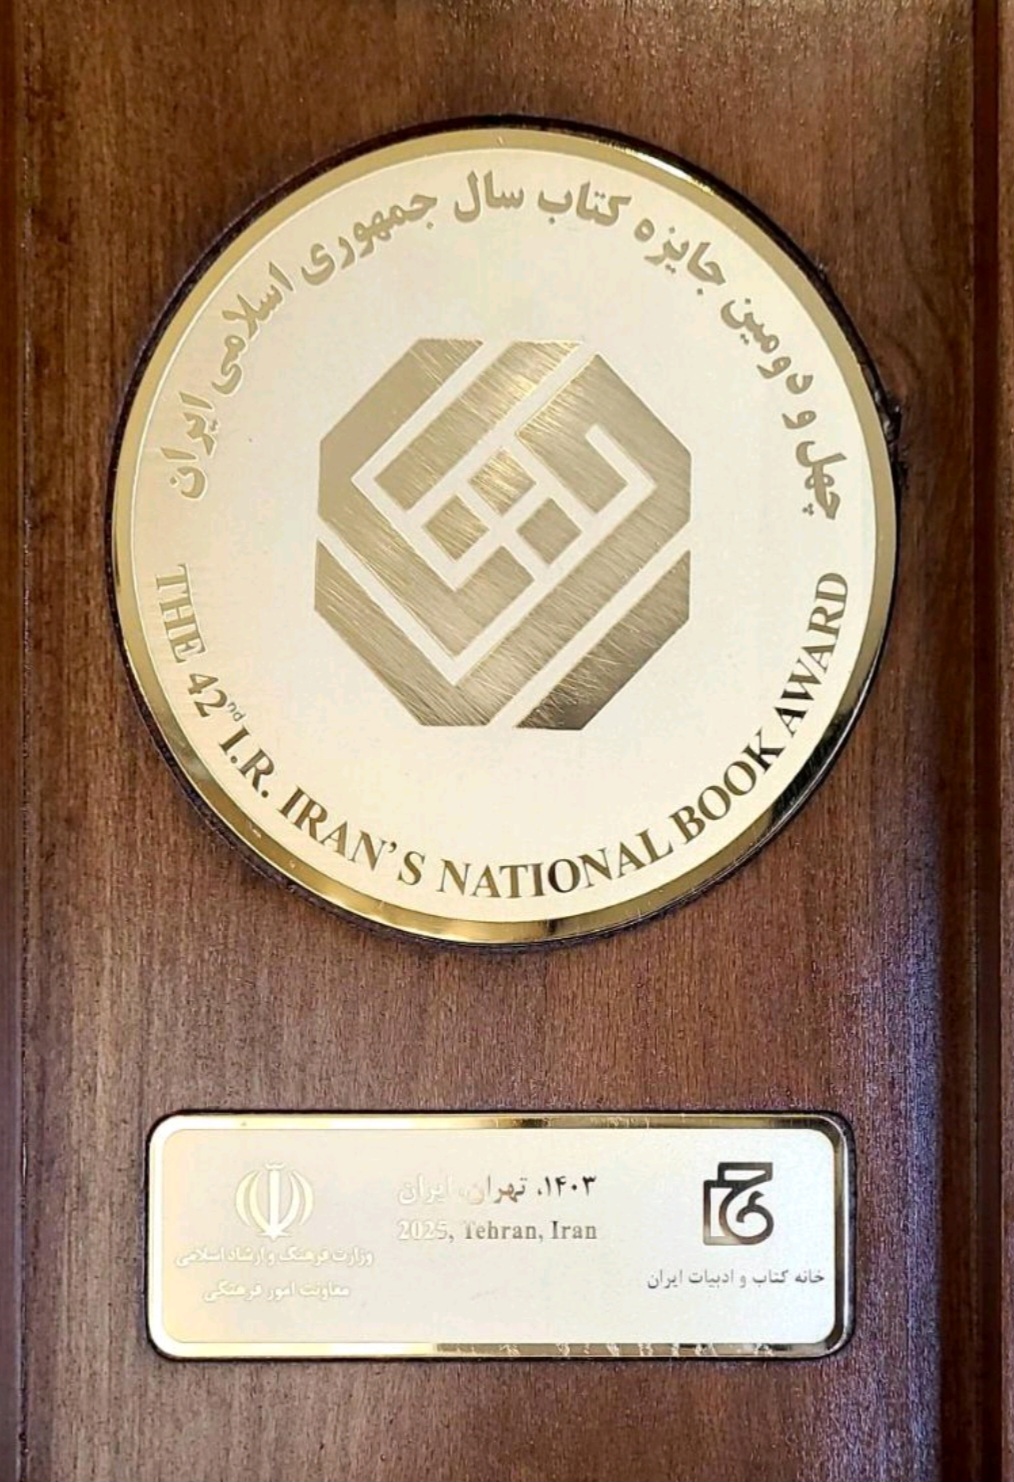 چهل و دومین جایزه کتاب سال جمهوری اسلامی ایران
THE 42nd I.R. IRAN'S NATIONAL BOOK AWARD
۱۴۰۳، تهران، ایران
2025, Tehran, Iran
خانه کتاب و ادبیات ایران
وزارت فرهنگ و ارشاد اسلامی
معاونت امور فرهنگی